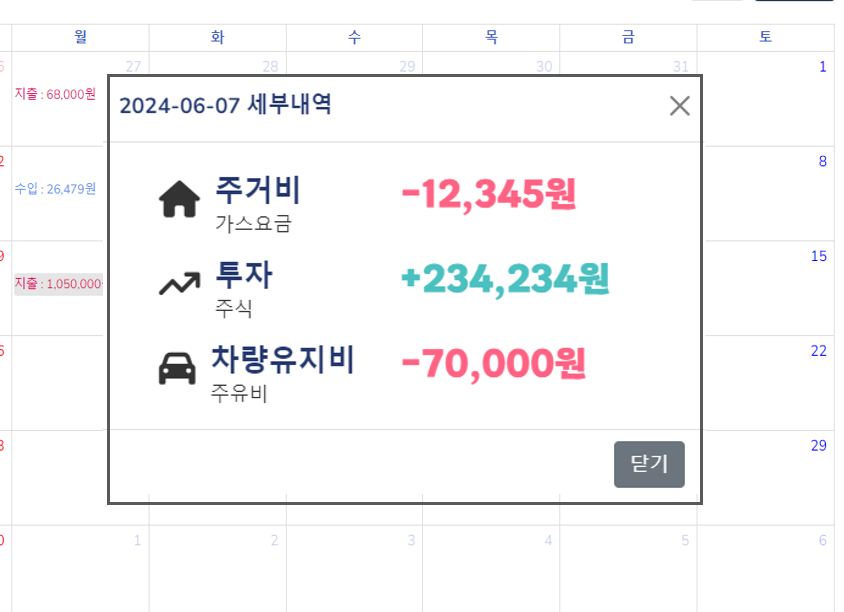 월 화 수 목 금 토
6 27 28 29 30 31 1
지출 : 68,000원
2024-06-07 세부내역
주거비 -12,345원
가스요금
투자 +234,234원
주식
차량유지비 -70,000원
주유비
닫기
2 8
수입 : 26,479원
9 15
지출 : 1,050,000
6 22
3 29
0 1 2 3 4 5 6